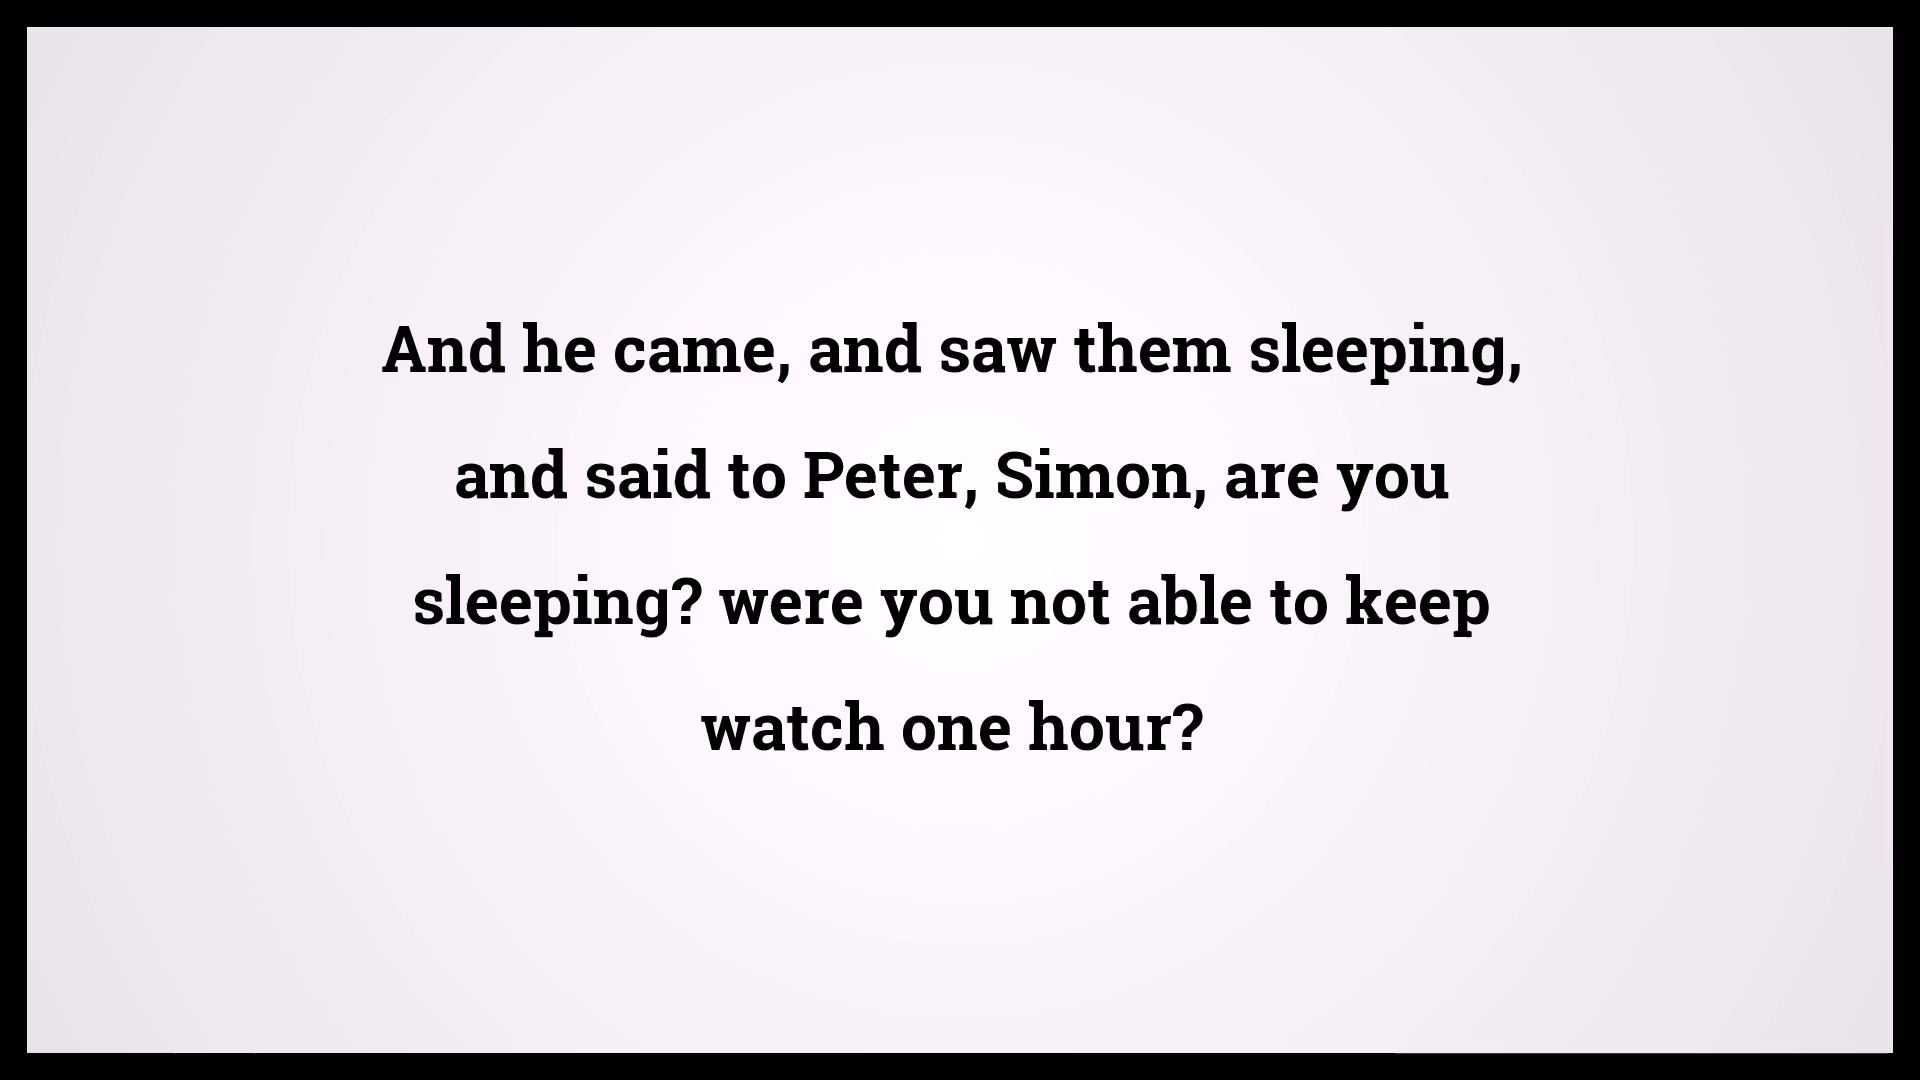 And he came, and saw them sleeping,
and said to Peter, Simon, are you
sleeping? were you not able to keep
watch one hour?